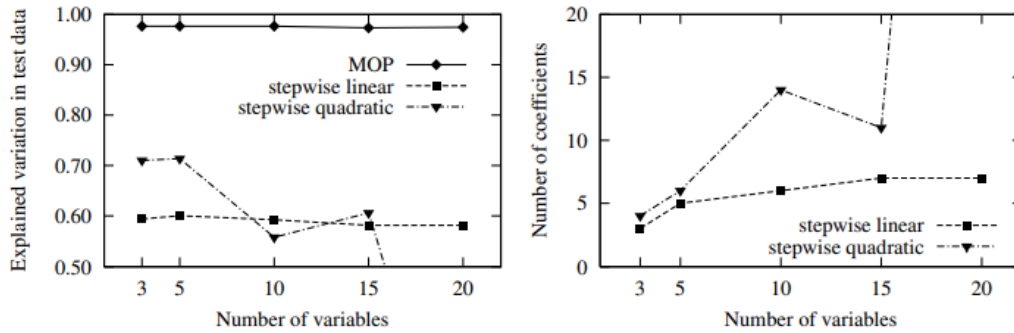 Explained variation in test data
1.00
0.90
0.80
0.70
0.60
0.50
MOP
stepwise linear
stepwise quadratic
3 5 10 15 20
Number of variables
Number of coefficients
20
15
10
5
0
stepwise linear
stepwise quadratic
3 5 10 15 20
Number of variables